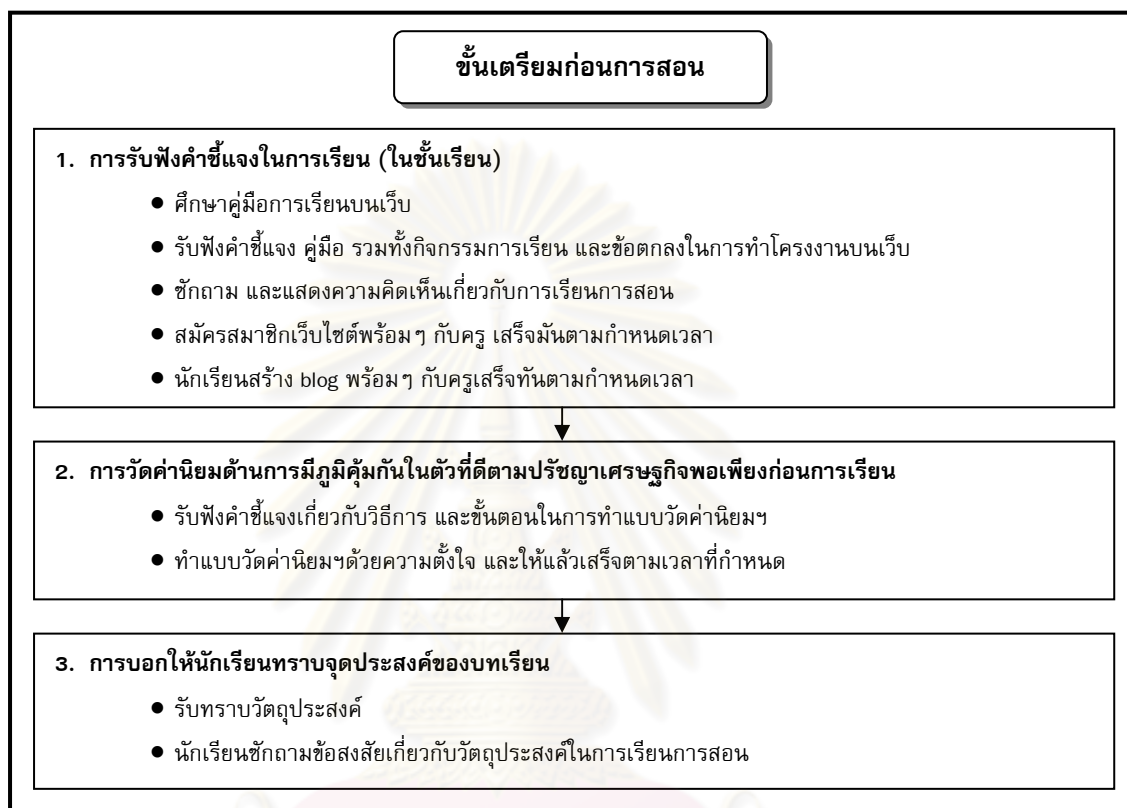 ขั้นเตรียมก่อนการสอน
1. การรับฟังคำชี้แจงในการเรียน (ในชั้นเรียน)
● ศึกษาคู่มือการเรียนบนเว็บ
● รับฟังคำชี้แจง คู่มือ รวมทั้งกิจกรรมการเรียน และข้อตกลงในการทำโครงงานบนเว็บ
● ซักถาม และแสดงความคิดเห็นเกี่ยวกับการเรียนการสอน
● สมัครสมาชิกเว็บไซต์พร้อมๆ กับครู เสร็จมันตามกำหนดเวลา
● นักเรียนสร้าง blog พร้อมๆ กับครูเสร็จทันตามกำหนดเวลา
2. การวัดค่านิยมด้านการมีภูมิคุ้มกันในตัวที่ดีตามปรัชญาเศรษฐกิจพอเพียงก่อนการเรียน
● รับฟังคำชี้แจงเกี่ยวกับวิธีการ และขั้นตอนในการทำแบบวัดค่านิยมฯ
● ทำแบบวัดค่านิยมฯด้วยความตั้งใจ และให้แล้วเสร็จตามเวลาที่กำหนด
3. การบอกให้นักเรียนทราบจุดประสงค์ของบทเรียน
● รับทราบวัตถุประสงค์
● นักเรียนซักถามข้อสงสัยเกี่ยวกับวัตถุประสงค์ในการเรียนการสอน